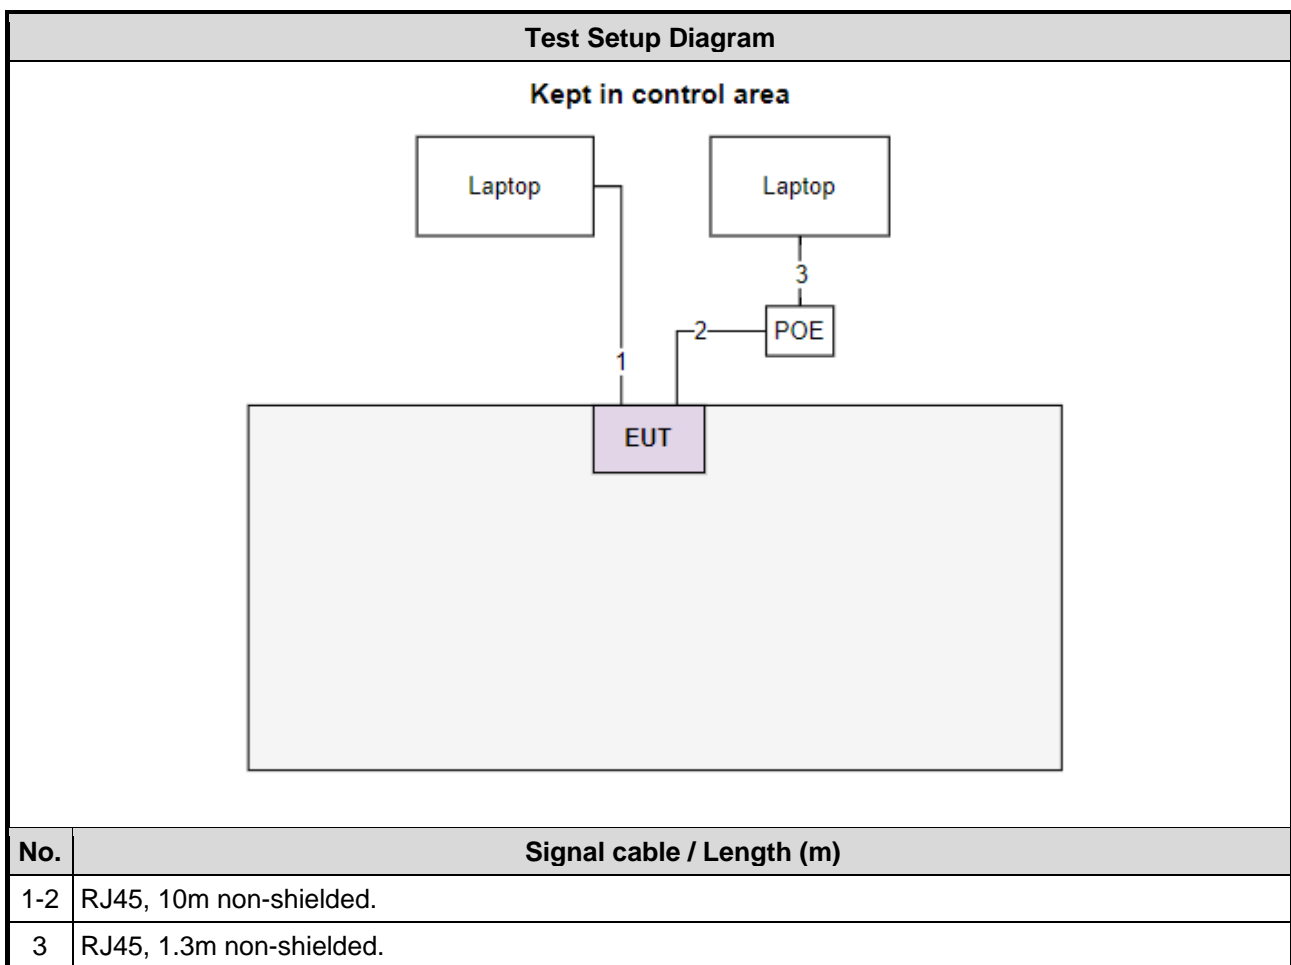 Test Setup Diagram
Kept in control area
Laptop
Laptop
3
2
POE
1
EUT
No.
Signal cable / Length (m)
1-2
RJ45, 10m non-shielded.
3
RJ45, 1.3m non-shielded.